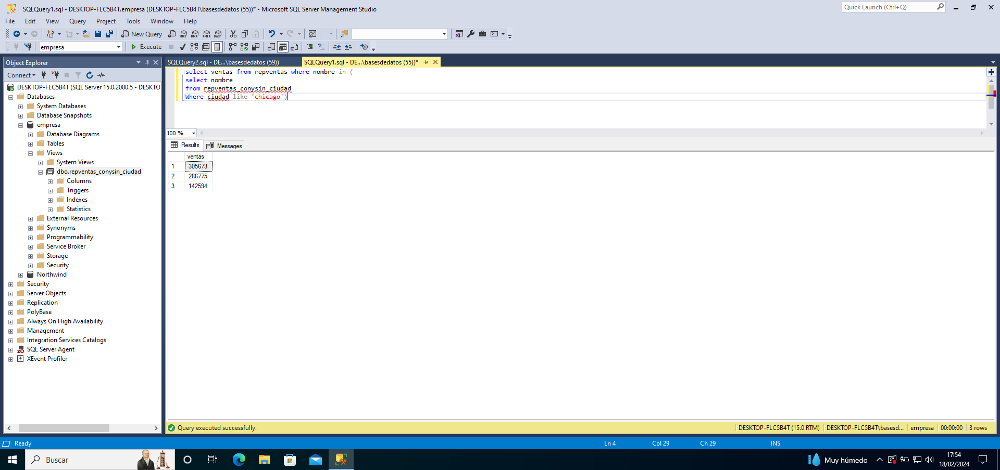 SQLQuery1.sql - DESKTOP-FLC5B4T.empresa (DESKTOP-FLC5B4T\basesdedatos (55))* - Microsoft SQL Server Management Studio
Quick Launch (Ctrl+Q)
File Edit View Query Project Tools Window Help
New Query MDX DMX XMLA DAX
empresa Execute
Object Explorer
SQLQuery2.sql - DE...\basesdedatos (59)) SQLQuery1.sql - DE...\basesdedatos (55))*
Connect
select ventas from repventas where nombre in (
select nombre
from repventas_conysin_ciudad
Where ciudad like 'chicago')
100 %
Results Messages
ventas
1 305673
2 286775
3 142594
DESKTOP-FLC5B4T (SQL Server 15.0.2000.5 - DESKTO
Databases
System Databases
Database Snapshots
empresa
Database Diagrams
Tables
Views
System Views
dbo.repventas_conysin_ciudad
Columns
Triggers
Indexes
Statistics
External Resources
Synonyms
Programmability
Service Broker
Storage
Security
Northwind
Security
Server Objects
Replication
PolyBase
Always On High Availability
Management
Integration Services Catalogs
SQL Server Agent
XEvent Profiler
Query executed successfully. DESKTOP-FLC5B4T (15.0 RTM) DESKTOP-FLC5B4T\basesd... empresa 00:00:00 3 rows
Ready Ln 4 Col 29 Ch 29 INS
Buscar
Muy húmedo
17:54
18/02/2024